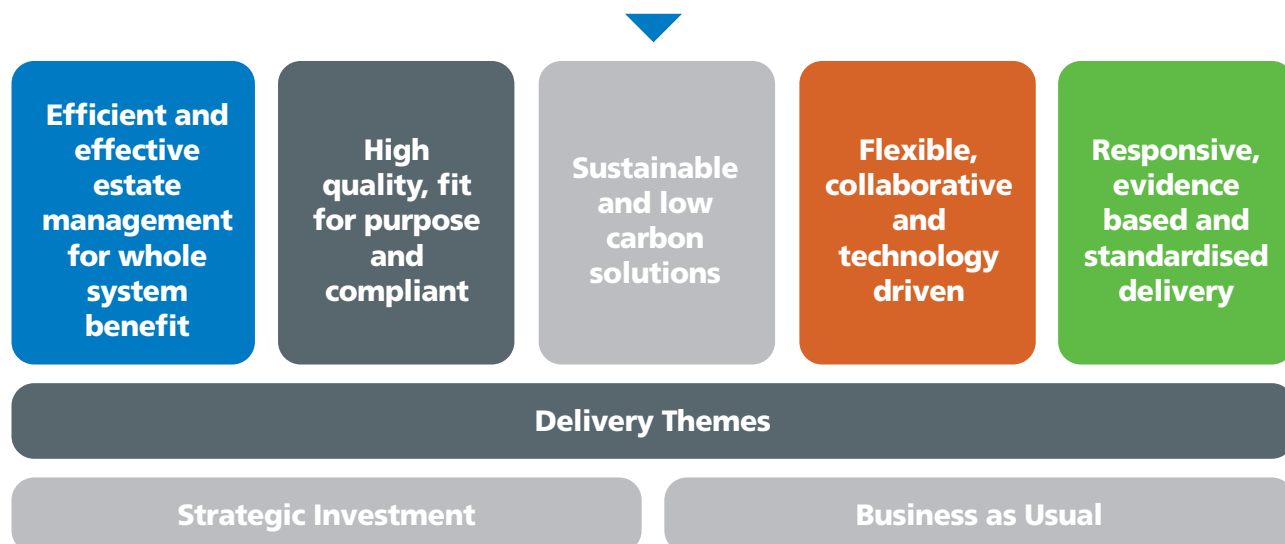 Efficient and
effective
estate
management
for whole
system
benefit
High
quality, fit
for purpose
and
compliant
Sustainable
and low
carbon
solutions
Flexible,
collaborative
and
technology
driven
Responsive,
evidence
based and
standardised
delivery
Delivery Themes
Strategic Investment
Business as Usual